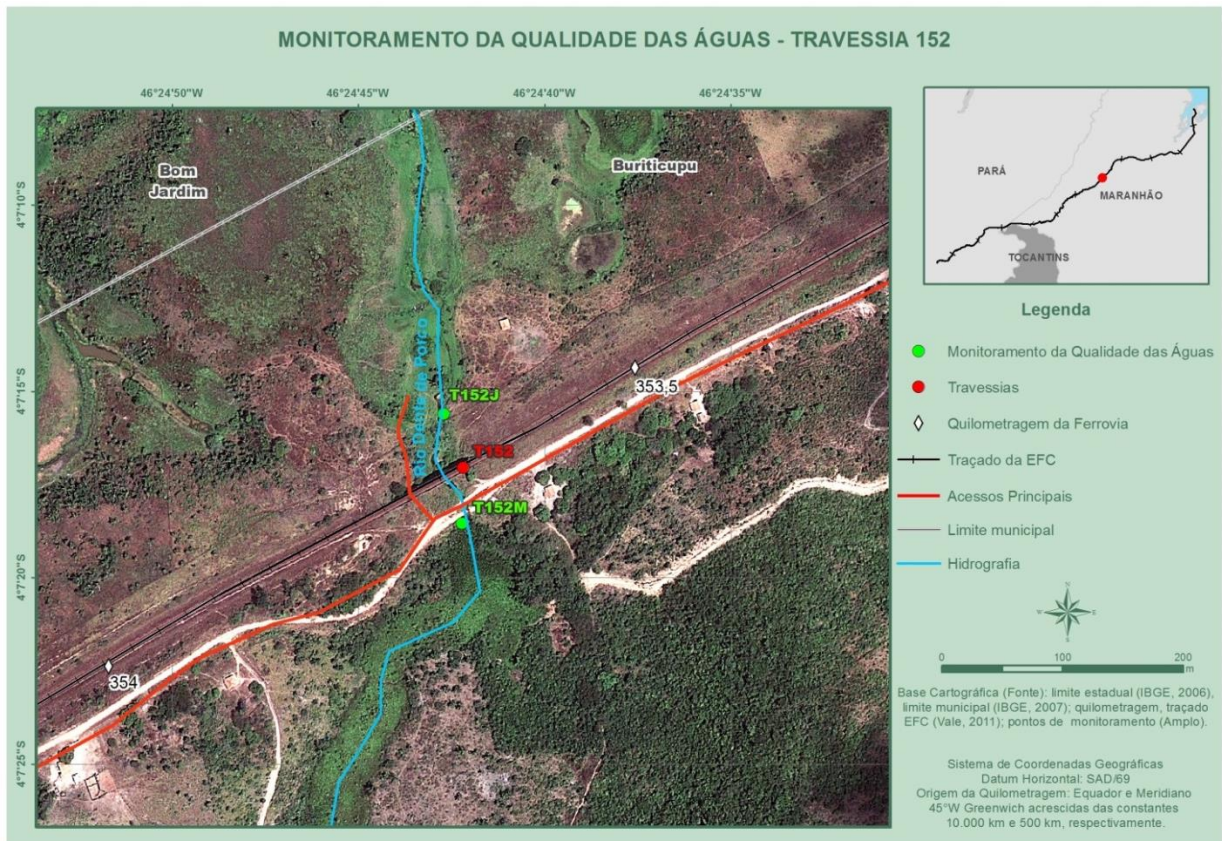 MONITORAMENTO DA QUALIDADE DAS ÁGUAS - TRAVESSIA 152
46°24'50"W
46°24'45"W
46°24'40"W
46°24'35"W
4°7'10"S
4°7'15"S
4°7'20"S
4°7'25"S
Bom
Jardim
Buriticupu
Rio Dente de Porco
T152J
T152
T152M
353,5
354
PARÁ
MARANHÃO
TOCANTINS
Legenda
Monitoramento da Qualidade das Águas
Travessias
Quilometragem da Ferrovia
Traçado da EFC
Acessos Principais
Limite municipal
Hidrografia
N
W
E
S
0 100 200
m
Base Cartográfica (Fonte): limite estadual (IBGE, 2006),
limite municipal (IBGE, 2007); quilometragem, traçado
EFC (Vale, 2011); pontos de monitoramento (Amplo).
Sistema de Coordenadas Geográficas
Datum Horizontal: SAD/69
Origem da Quilometragem: Equador e Meridiano
45°W Greenwich acrescidas das constantes
10.000 km e 500 km, respectivamente.